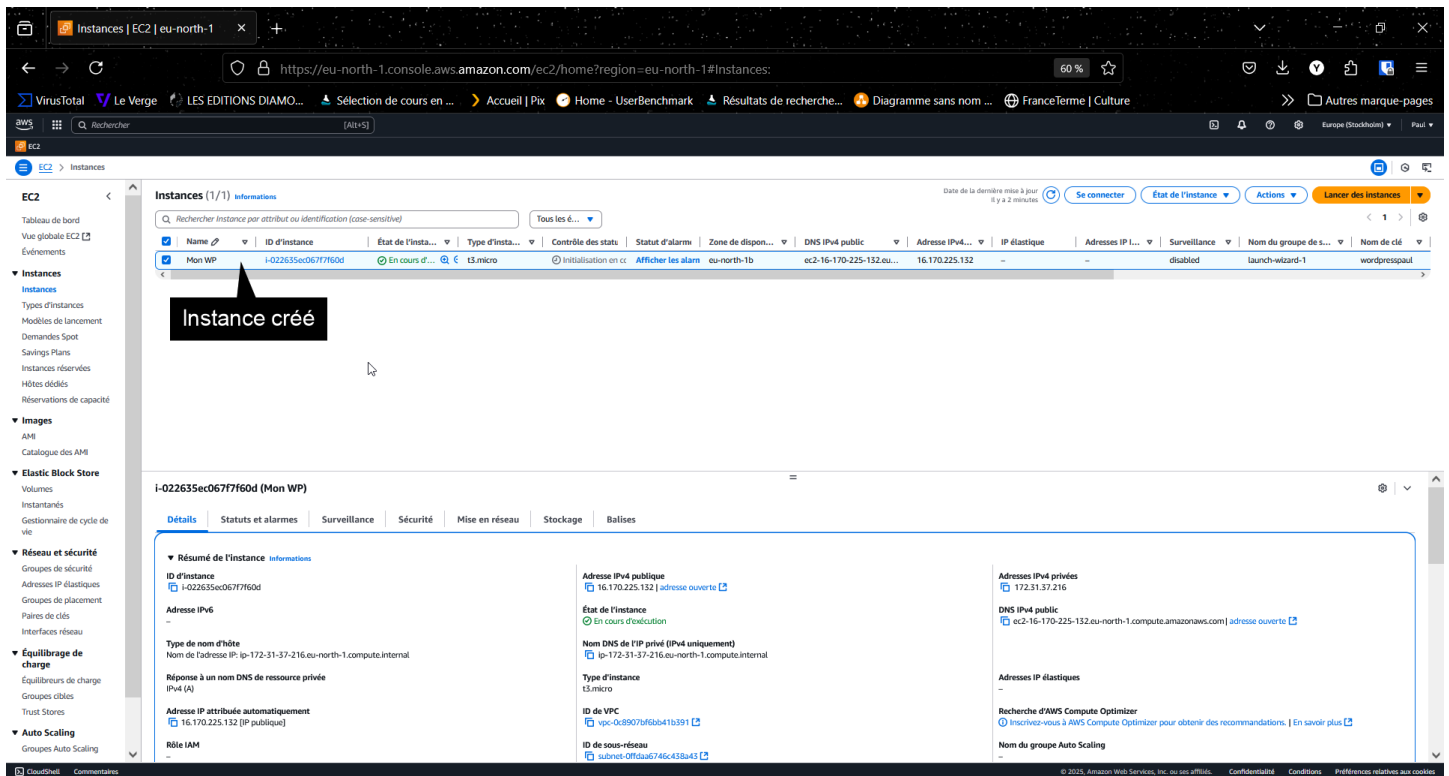 Instances | EC2 | eu-north-1
https://eu-north-1.console.aws.amazon.com/ec2/home?region=eu-north-1#Instances:
60 %
VirusTotal Le Verge LES EDITIONS DIAMO... Sélection de cours en ... Accueil | Pix Home - UserBenchmark Résultats de recherche... Diagramme sans nom ... FranceTerme | Culture Autres marque-pages
aws Rechercher [Alt+S] Europe (Stockholm) Paul
EC2
EC2 > Instances
EC2
Tableau de bord
Vue globale EC2
Événements
Instances
Instances
Types d'instances
Modèles de lancement
Demandes Spot
Savings Plans
Instances réservées
Hôtes dédiés
Réservations de capacité
Images
AMI
Catalogue des AMI
Elastic Block Store
Volumes
Instantanés
Gestionnaire de cycle de
vie
Réseau et sécurité
Groupes de sécurité
Adresses IP élastiques
Groupes de placement
Paires de clés
Interfaces réseau
Équilibrage de
charge
Équilibreurs de charge
Groupes cibles
Trust Stores
Auto Scaling
Groupes Auto Scaling
Instances (1/1) Informations
Date de la dernière mise à jour
il y a 2 minutes
Se connecter État de l'instance Actions Lancer des instances
Rechercher Instance par attribut ou identification (case-sensitive) Tous les é... 1
Name ID d'instance État de l'insta... Type d'insta... Contrôle des statu Statut d'alarme Zone de dispon... DNS IPv4 public Adresse IPv4... IP élastique Adresses IP I... Surveillance Nom du groupe de s... Nom de clé
Mon WP i-022635ec067f7f60d En cours d'... t3.micro Initialisation en cc Afficher les alarn eu-north-1b ec2-16-170-225-132.eu... 16.170.225.132 – – disabled launch-wizard-1 wordpresspaul
Instance créé
i-022635ec067f7f60d (Mon WP)
Détails Statuts et alarmes Surveillance Sécurité Mise en réseau Stockage Balises
Résumé de l'instance Informations
ID d'instance
i-022635ec067f7f60d
Adresse IPv4 publique
16.170.225.132 | adresse ouverte
Adresses IPv4 privées
172.31.37.216
Adresse IPv6
–
État de l'instance
En cours d'exécution
DNS IPv4 public
ec2-16-170-225-132.eu-north-1.compute.amazonaws.com | adresse ouverte
Type de nom d'hôte
Nom de l'adresse IP: ip-172-31-37-216.eu-north-1.compute.internal
Nom DNS de l'IP privé (IPv4 uniquement)
ip-172-31-37-216.eu-north-1.compute.internal
Réponse à un nom DNS de ressource privée
IPv4 (A)
Type d'instance
t3.micro
Adresses IP élastiques
–
Adresse IP attribuée automatiquement
16.170.225.132 [IP publique]
ID de VPC
vpc-0c8907bf6bb41b391
Recherche d'AWS Compute Optimizer
Inscrivez-vous à AWS Compute Optimizer pour obtenir des recommandations. | En savoir plus
Rôle IAM
–
ID de sous-réseau
subnet-0ffdaa6746c438a43
Nom du groupe Auto Scaling
–
CloudShell Commentaires © 2025, Amazon Web Services, Inc. ou ses affiliés. Confidentialité Conditions Préférences relatives aux cookies